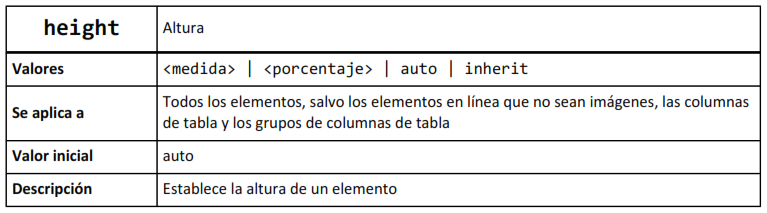 height Altura
Valores <medida> | <porcentaje> | auto | inherit
Se aplica a Todos los elementos, salvo los elementos en línea que no sean imágenes, las columnas
de tabla y los grupos de columnas de tabla
Valor inicial auto
Descripción Establece la altura de un elemento